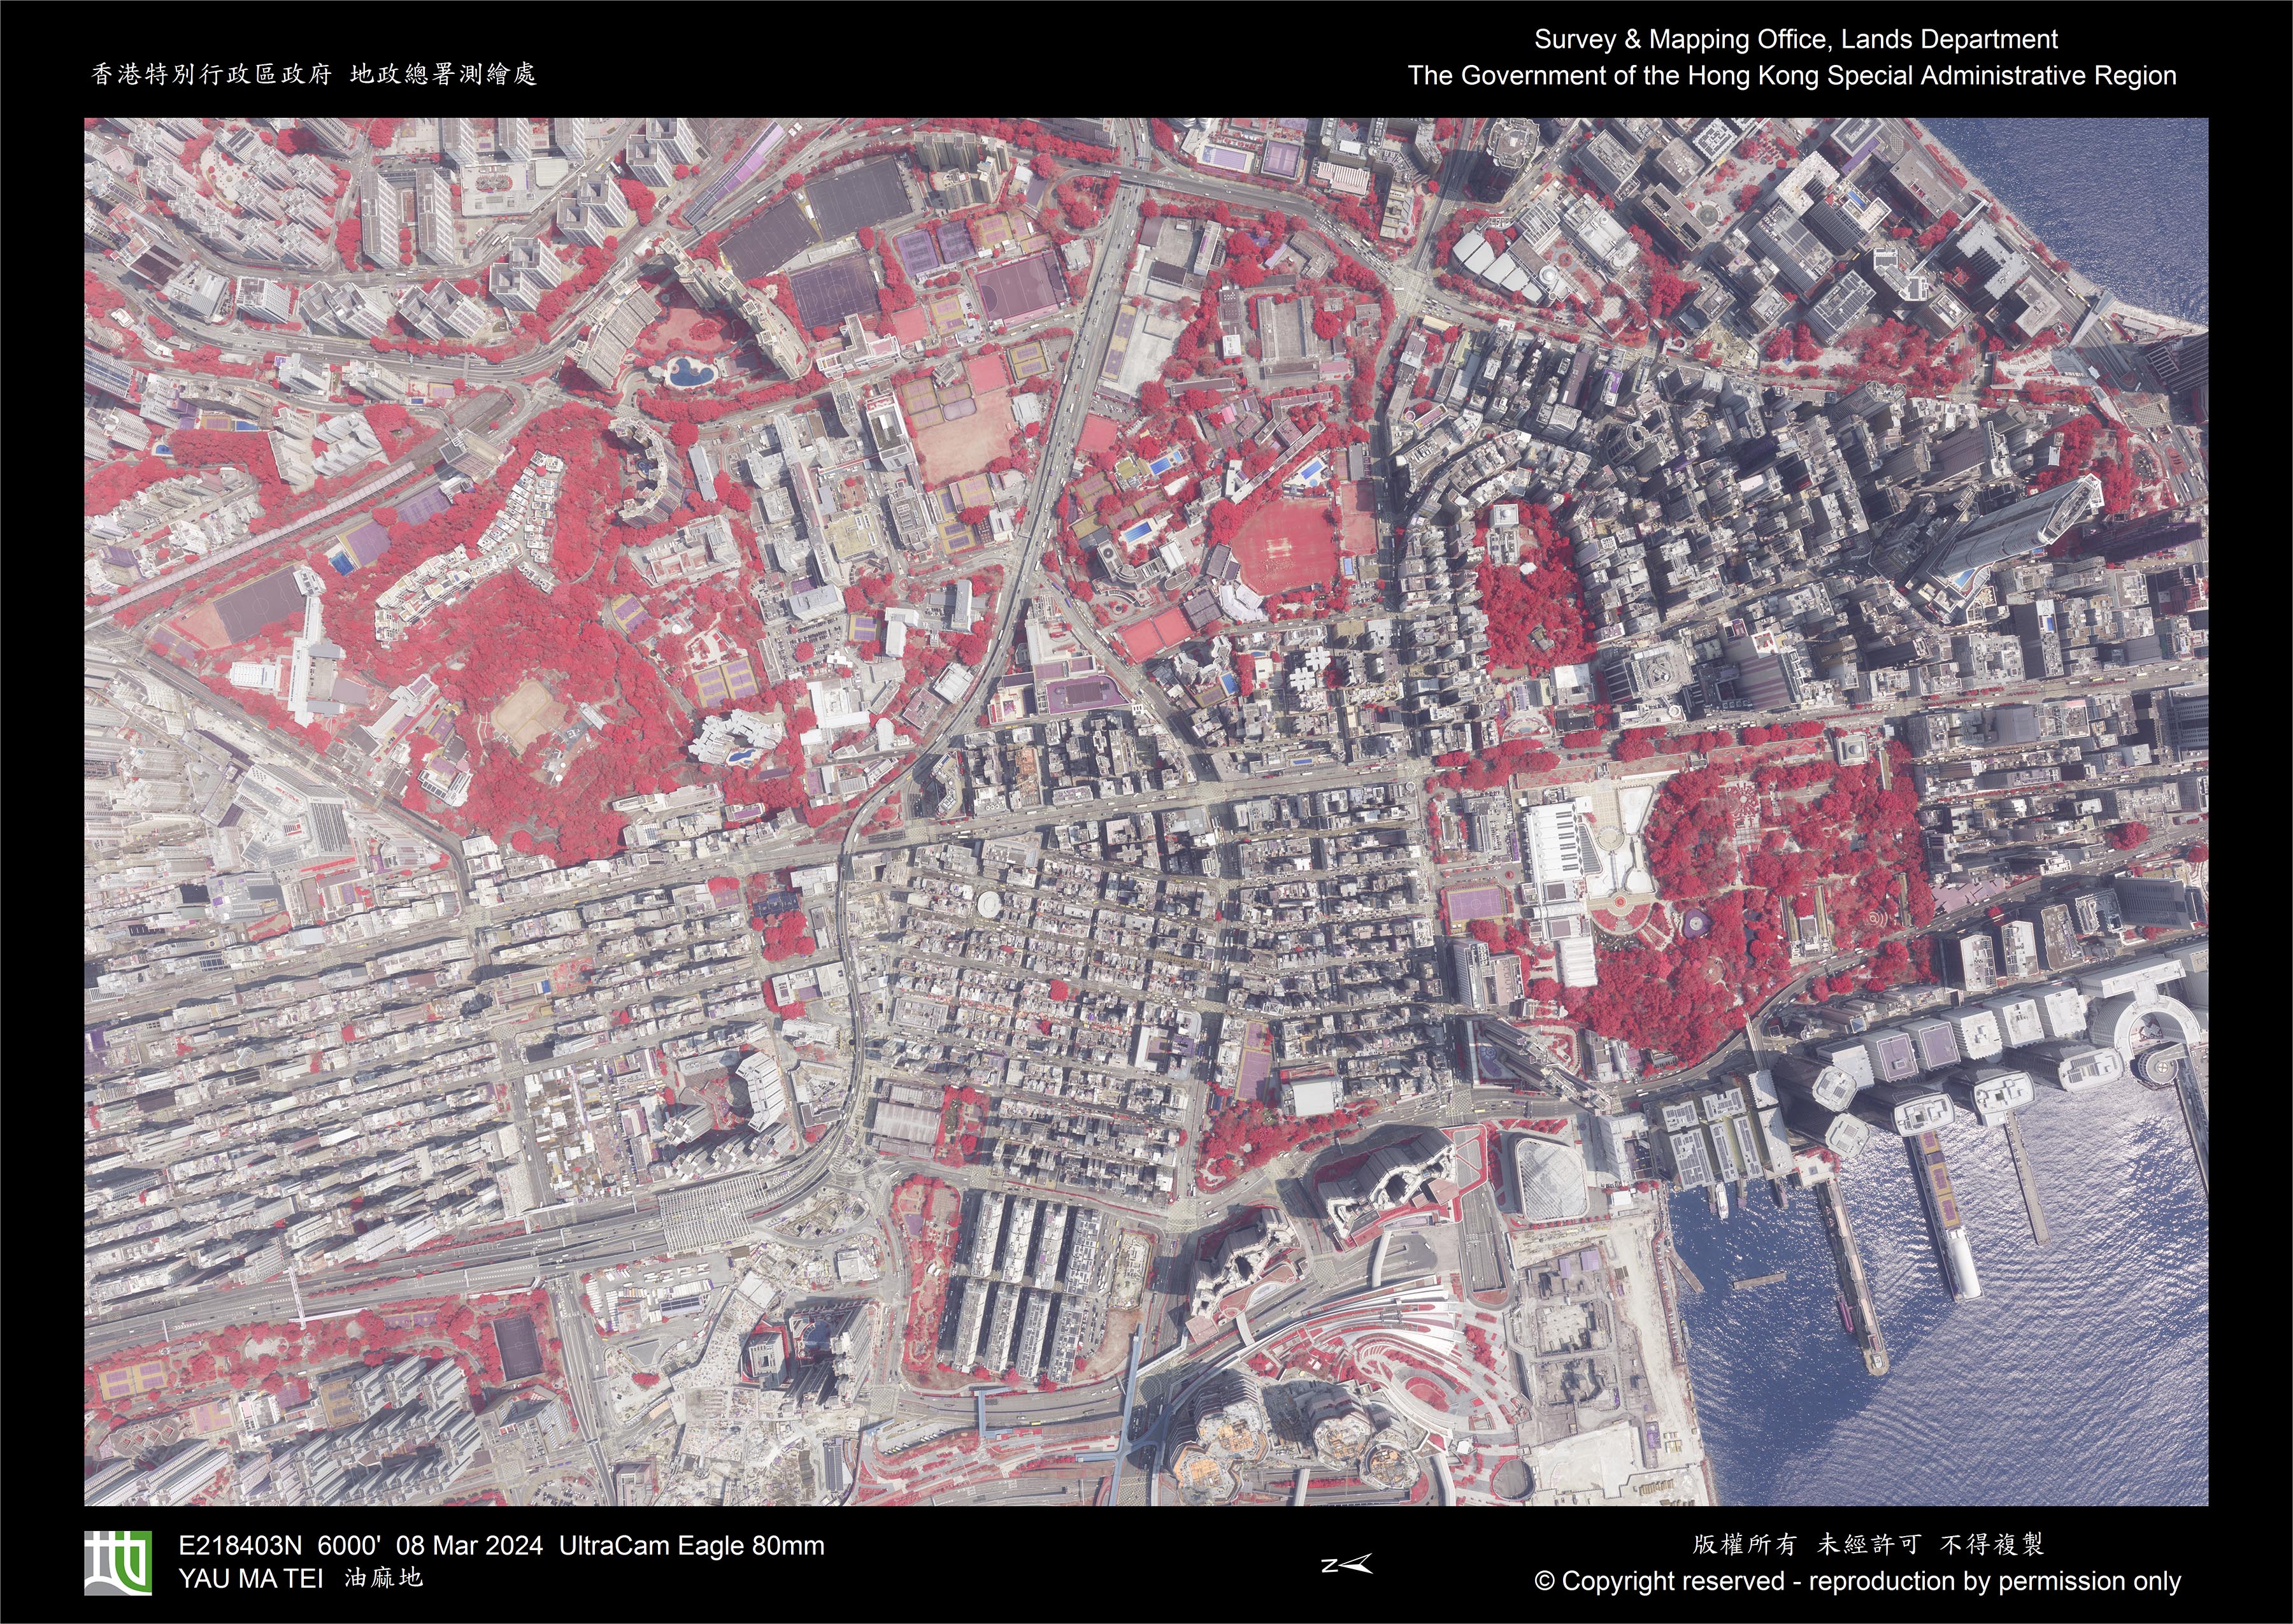 香港特別行政區政府 地政總署測繪處
Survey & Mapping Office, Lands Department
The Government of the Hong Kong Special Administrative Region
E218403N 6000' 08 Mar 2024 UltraCam Eagle 80mm
YAU MA TEI 油麻地
N
版權所有 未經許可 不得複製
© Copyright reserved - reproduction by permission only